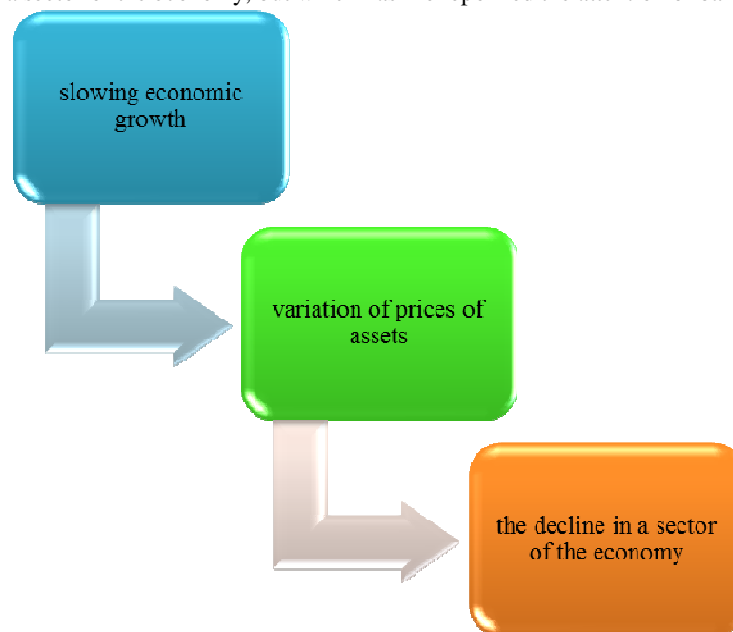 slowing economic
growth
variation of prices of
assets
the decline in a sector
of the economy